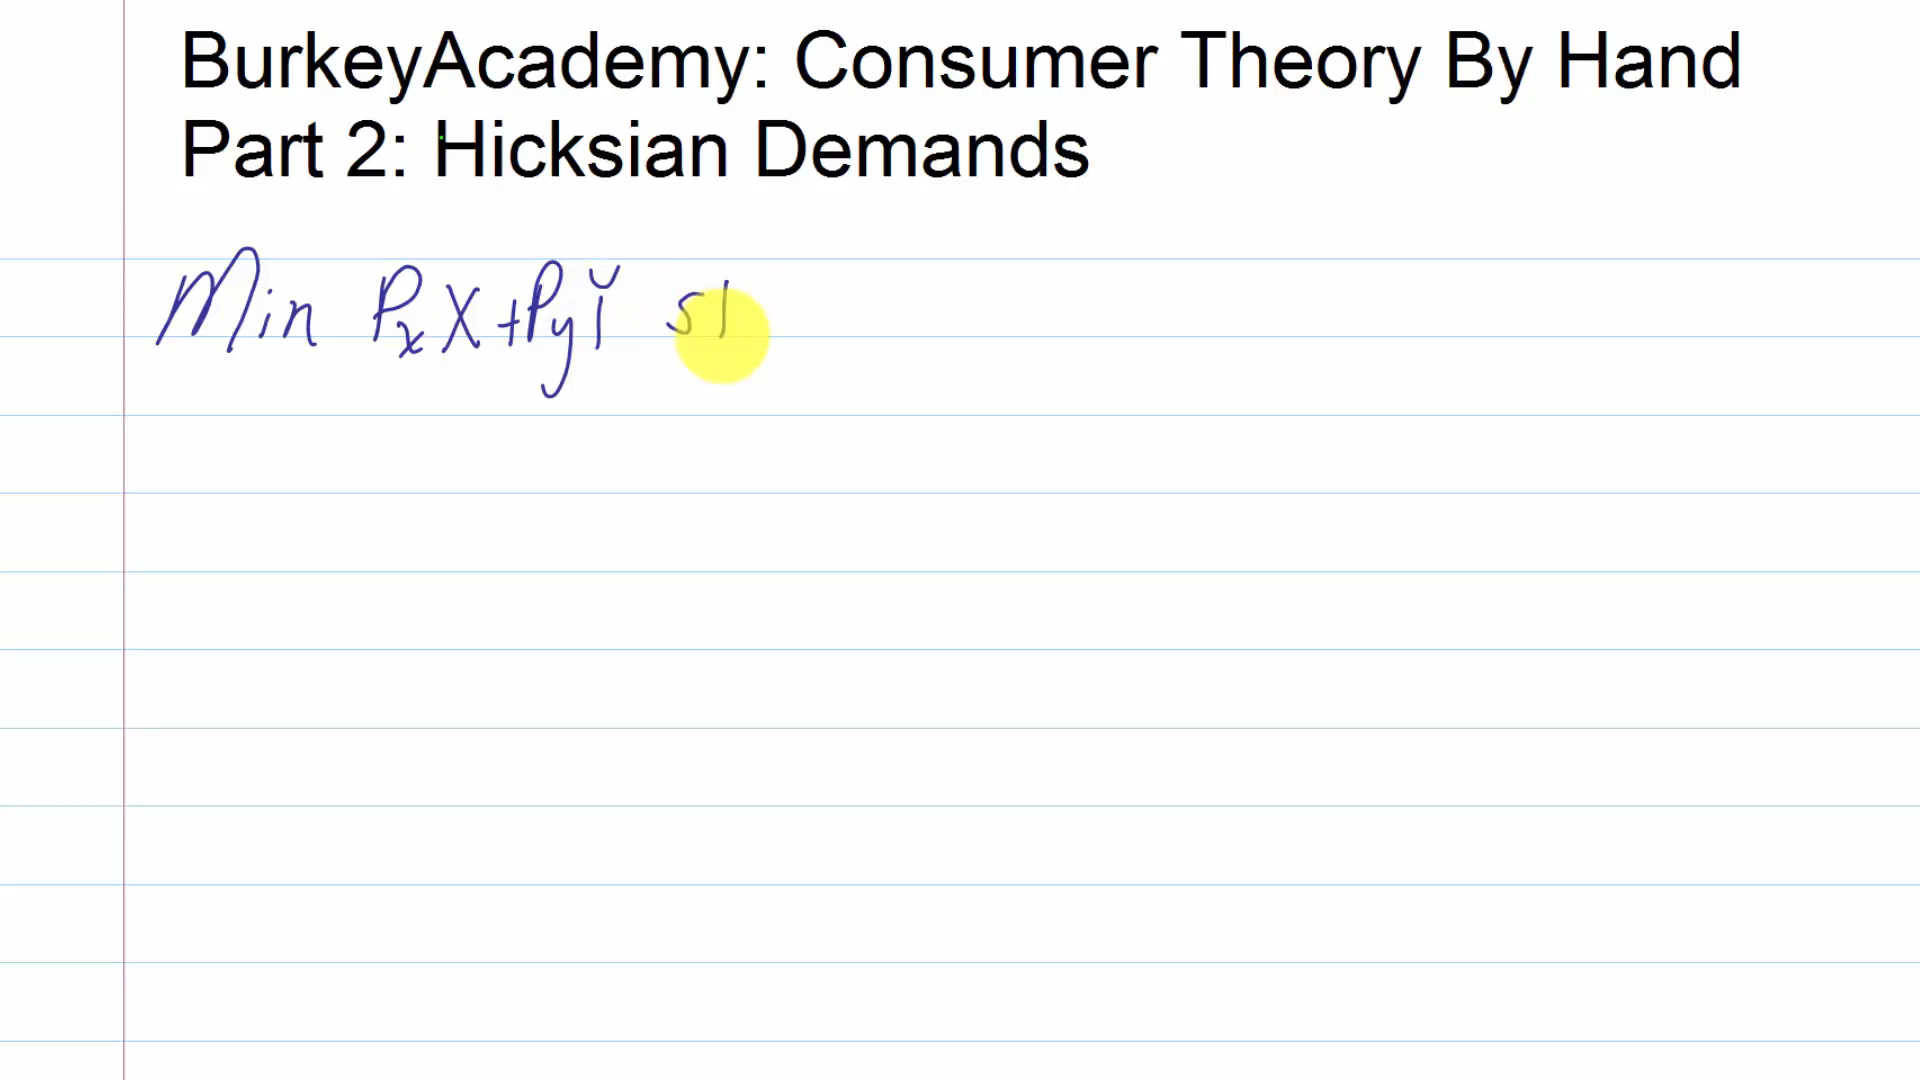 BurkeyAcademy: Consumer Theory By Hand
Part 2: Hicksian Demands
Min PxX + PyY st